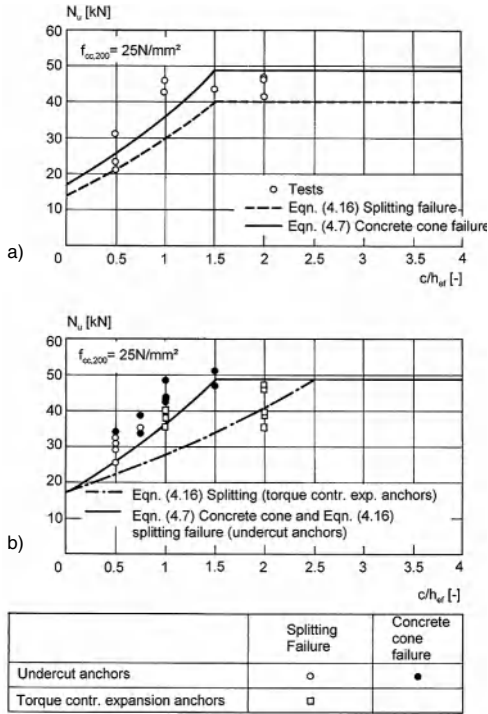 Nu [kN]
fcc,200 = 25N/mm²
60
50
40
30
20
10
0 0.5 1 1.5 2 2.5 3 3.5 4
c/hef [-]
Tests
Eqn. (4.16) Splitting failure
Eqn. (4.7) Concrete cone failure
a)
Nu [kN]
fcc,200 = 25N/mm²
60
50
40
30
20
10
0 0.5 1 1.5 2 2.5 3 3.5 4
c/hef [-]
Eqn. (4.16) Splitting (torque contr. exp. anchors)
Eqn. (4.7) Concrete cone and Eqn. (4.16)
splitting failure (undercut anchors)
b)
Splitting Concrete
Failure cone
failure
Undercut anchors
Torque contr. expansion anchors